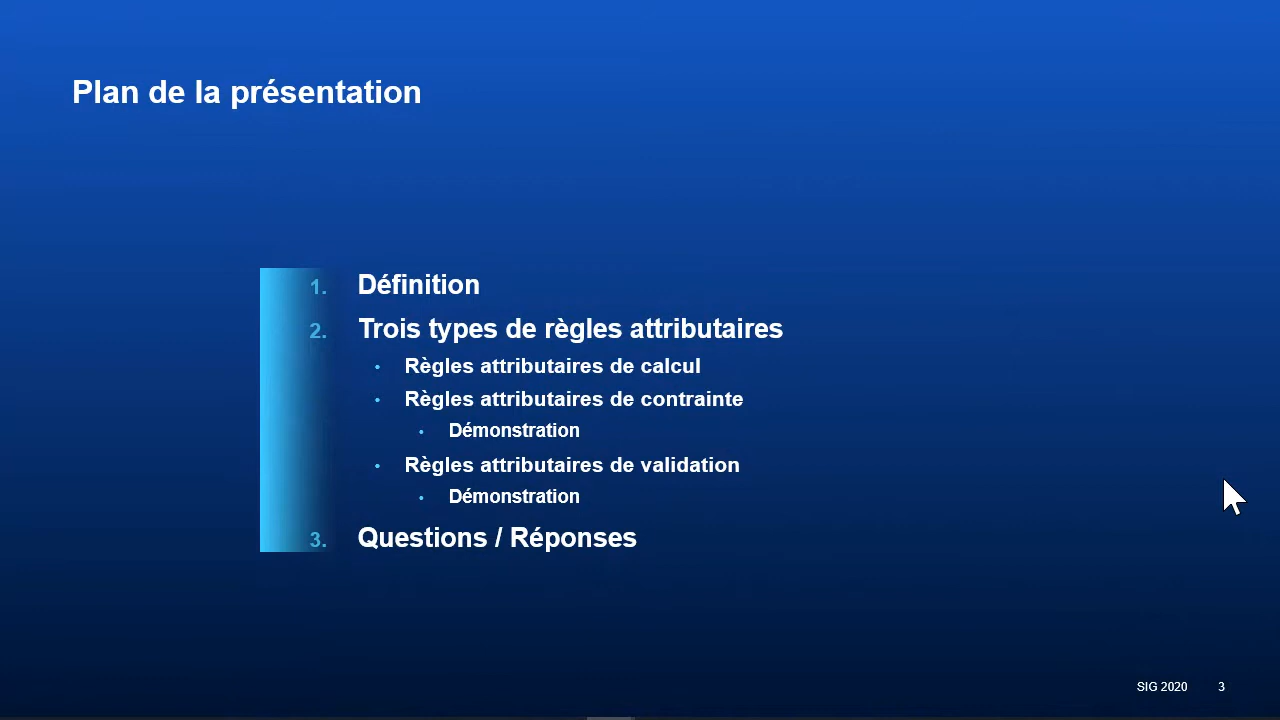 Plan de la présentation
1. Définition
2. Trois types de règles attributaires
• Règles attributaires de calcul
• Règles attributaires de contrainte
• Démonstration
• Règles attributaires de validation
• Démonstration
3. Questions / Réponses
SIG 2020 3